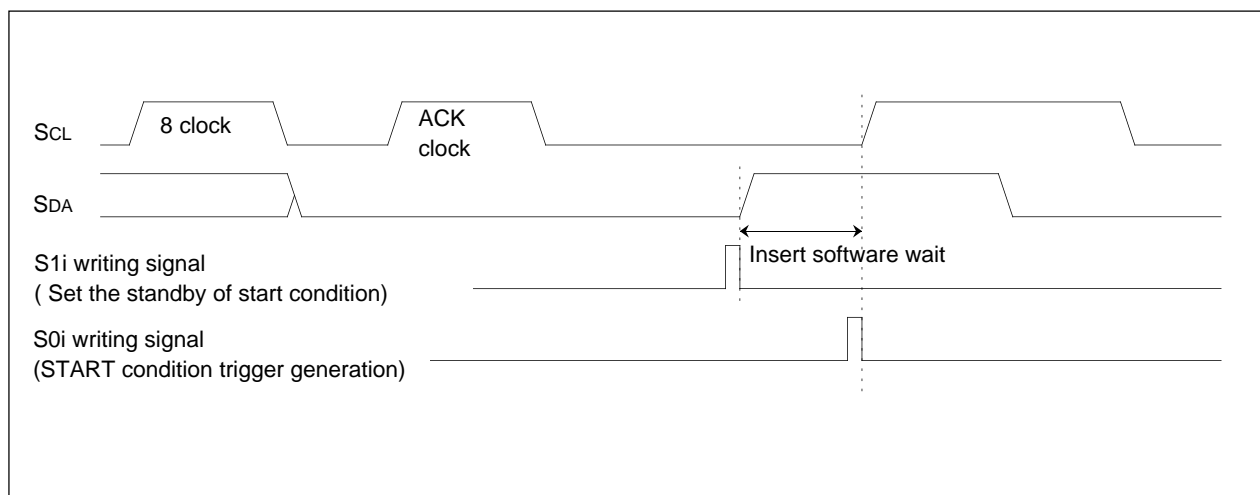 8 clock
ACK
clock
SCL
SDA
Insert software wait
S1i writing signal
( Set the standby of start condition)
S0i writing signal
(START condition trigger generation)